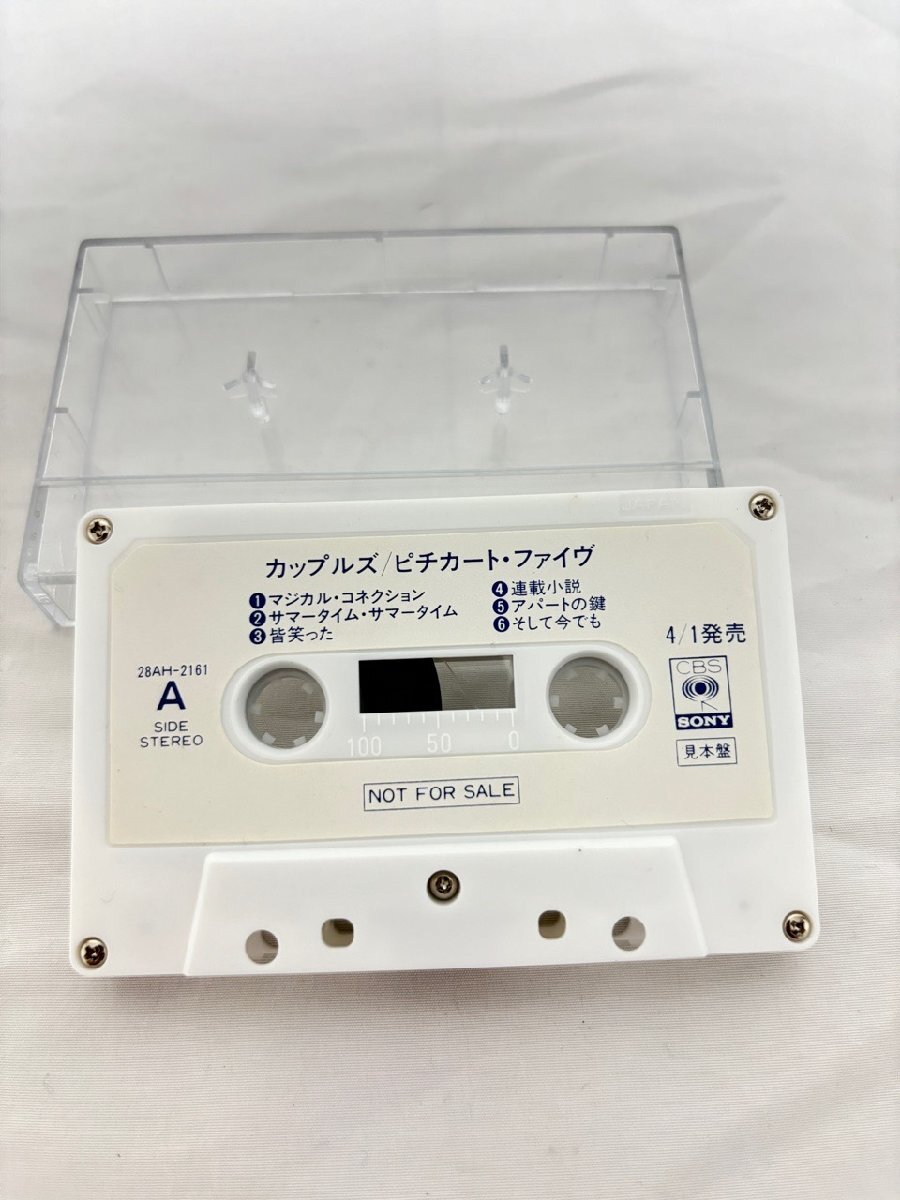 JAPAN
カップルズ/ピチカート・ファイヴ
❶マジカル・コネクション
❷サマータイム・サマータイム
❸皆笑った
❹連載小説
❺アパートの鍵
❻そして今でも
4/1発売
28AH-2161
A
SIDE
STEREO
CBS
SONY
見本盤
100 50 0
NOT FOR SALE